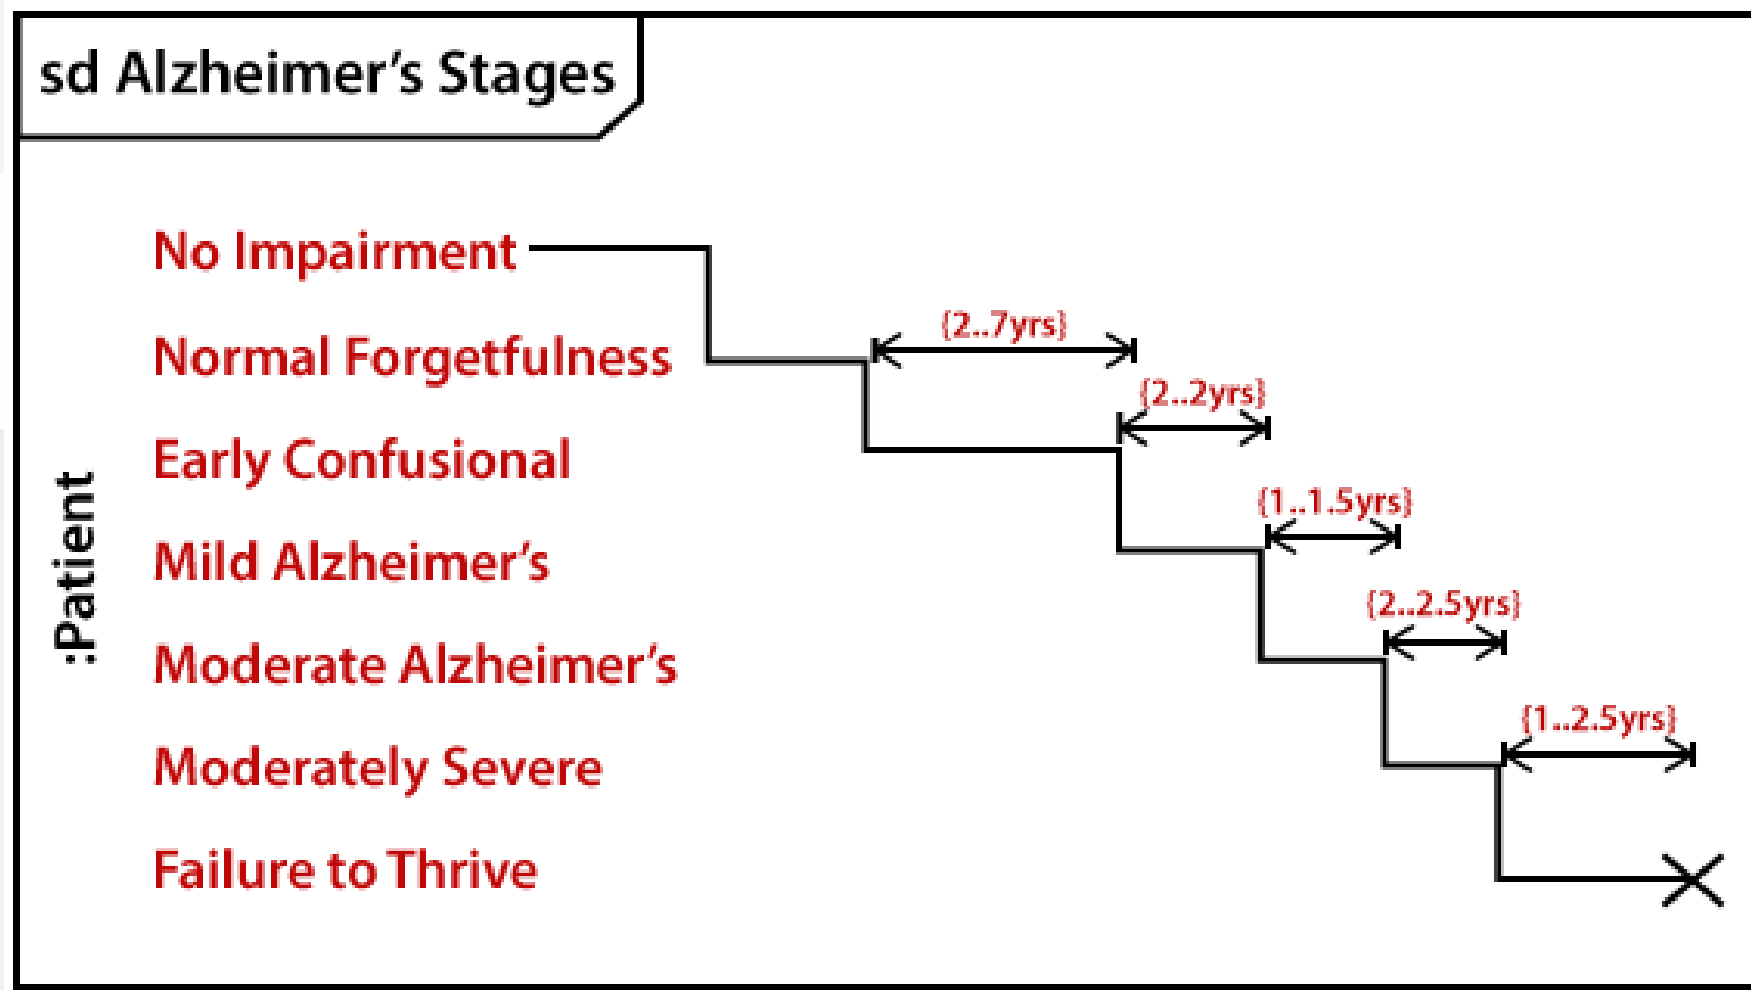 sd Alzheimer's Stages
No Impairment
Normal Forgetfulness
{2..7yrs}
{2..2yrs}
Early Confusional
{1..1.5yrs}
Mild Alzheimer's
{2..2.5yrs}
Moderate Alzheimer's
{1..2.5yrs}
Moderately Severe
Failure to Thrive
:Patient